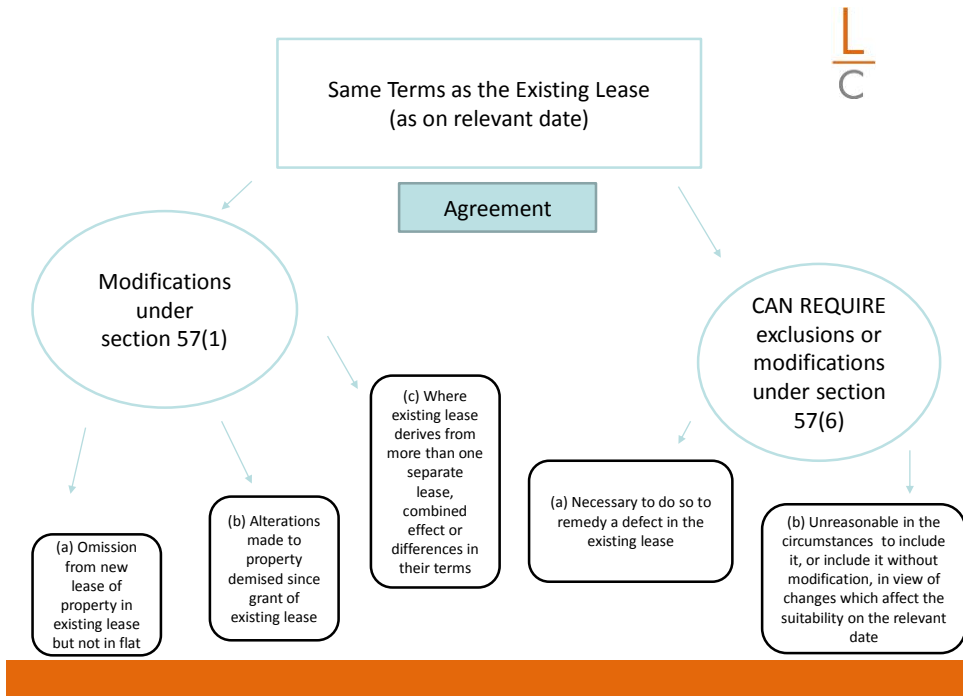 L
C
Same Terms as the Existing Lease
(as on relevant date)
Agreement
Modifications
under
section 57(1)
CAN REQUIRE
exclusions or
modifications
under section
57(6)
(a) Omission
from new
lease of
property in
existing lease
but not in flat
(b) Alterations
made to
property
demised since
grant of
existing lease
(c) Where
existing lease
derives from
more than one
separate
lease,
combined
effect or
differences in
their terms
(a) Necessary to do so to
remedy a defect in the
existing lease
(b) Unreasonable in the
circumstances to include
it, or include it without
modification, in view of
changes which affect the
suitability on the relevant
date